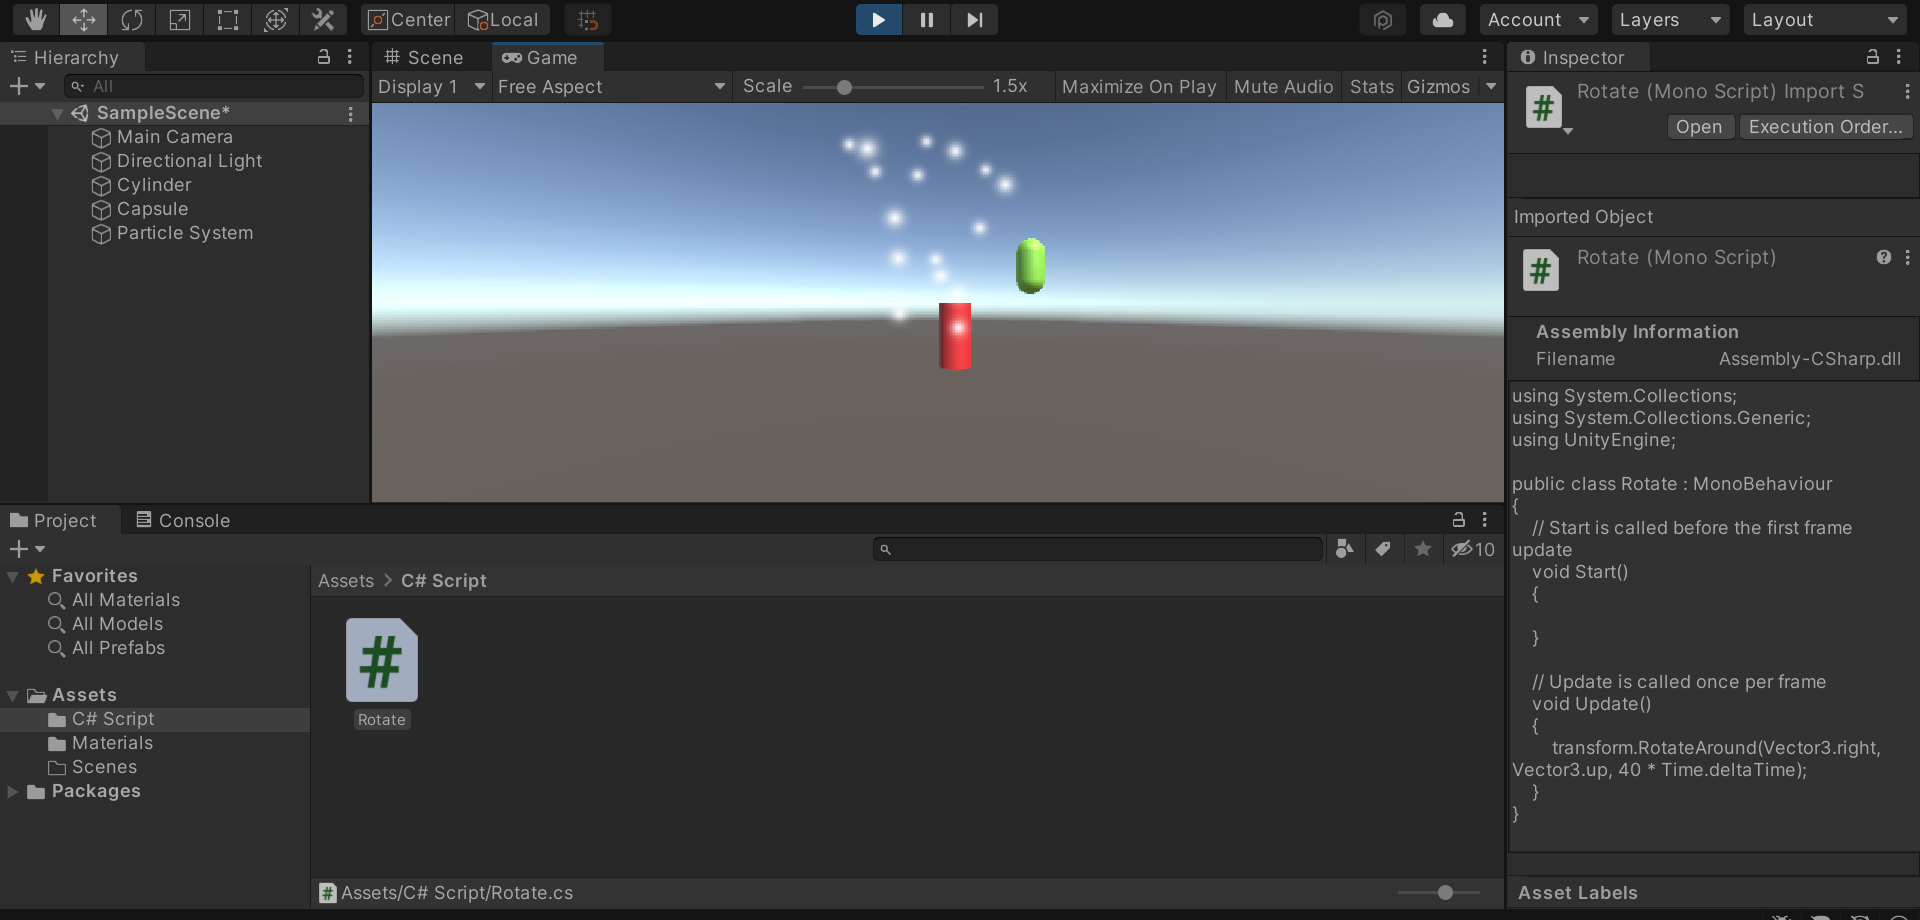 Center
Local
Account
Layers
Layout
Hierarchy
All
SampleScene*
Main Camera
Directional Light
Cylinder
Capsule
Particle System
Scene
Game
Display 1
Free Aspect
Scale
1.5x
Maximize On Play
Mute Audio
Stats
Gizmos
Inspector
Rotate (Mono Script) Import S
Open
Execution Order...
Imported Object
Rotate (Mono Script)
Assembly Information
Filename
Assembly-CSharp.dll
using System.Collections;
using System.Collections.Generic;
using UnityEngine;
public class Rotate : MonoBehaviour
{
// Start is called before the first frame
update
void Start()
{
}
// Update is called once per frame
void Update()
{
transform.RotateAround(Vector3.right,
Vector3.up, 40 * Time.deltaTime);
}
}
Asset Labels
Project
Console
10
Favorites
All Materials
All Models
All Prefabs
Assets
C# Script
Materials
Scenes
Packages
Assets > C# Script
#
Rotate
Assets/C# Script/Rotate.cs